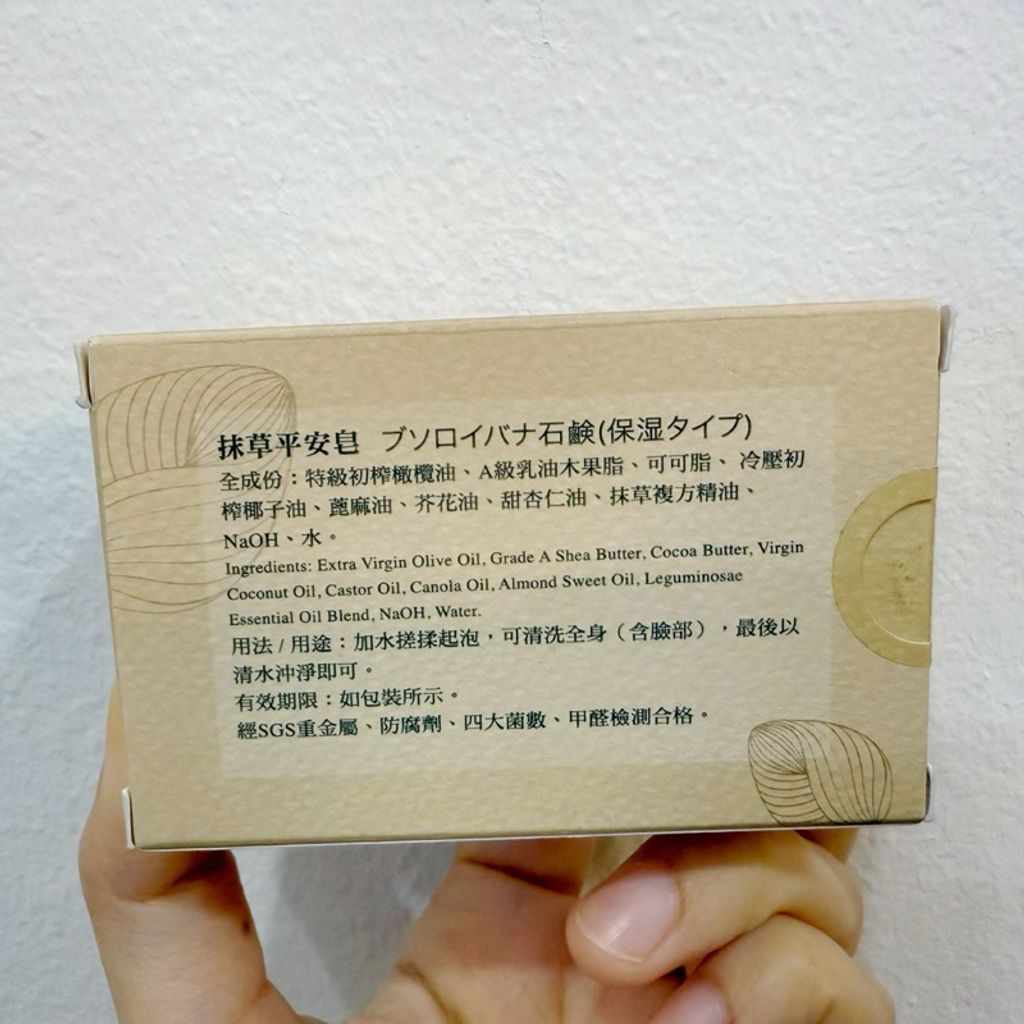 抹草平安皂 ブソロイバナ石鹸(保湿タイプ)
全成份：特級初榨橄欖油、A級乳油木果脂、可可脂、冷壓初
榨椰子油、蓖麻油、芥花油、甜杏仁油、抹草複方精油、
NaOH、水。
Ingredients: Extra Virgin Olive Oil, Grade A Shea Butter, Cocoa Butter, Virgin
Coconut Oil, Castor Oil, Canola Oil, Almond Sweet Oil, Leguminosae
Essential Oil Blend, NaOH, Water.
用法 / 用途：加水搓揉起泡，可清洗全身（含臉部），最後以
清水沖淨即可。
有效期限：如包裝所示。
經SGS重金屬、防腐劑、四大菌數、甲醛檢測合格。